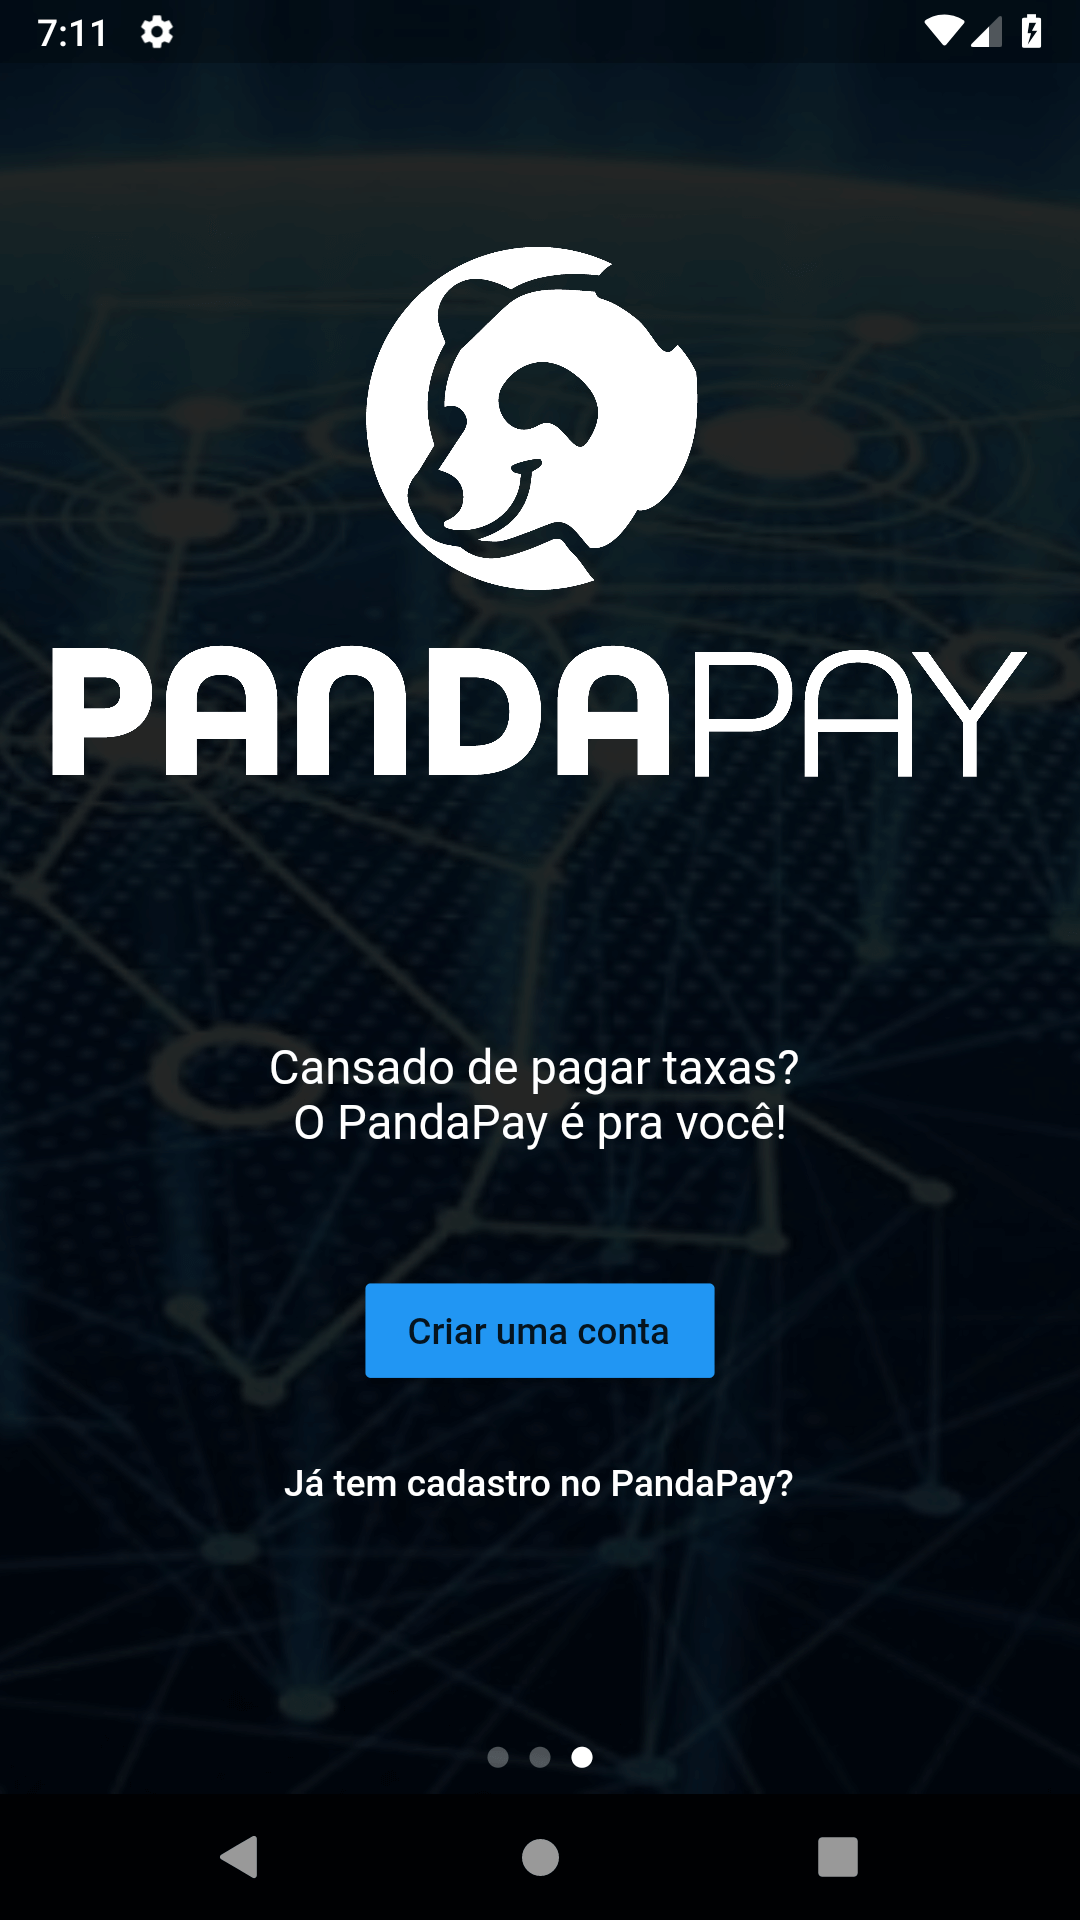 7:11
PANDAPAY
Cansado de pagar taxas?
O PandaPay é pra você!
Criar uma conta
Já tem cadastro no PandaPay?